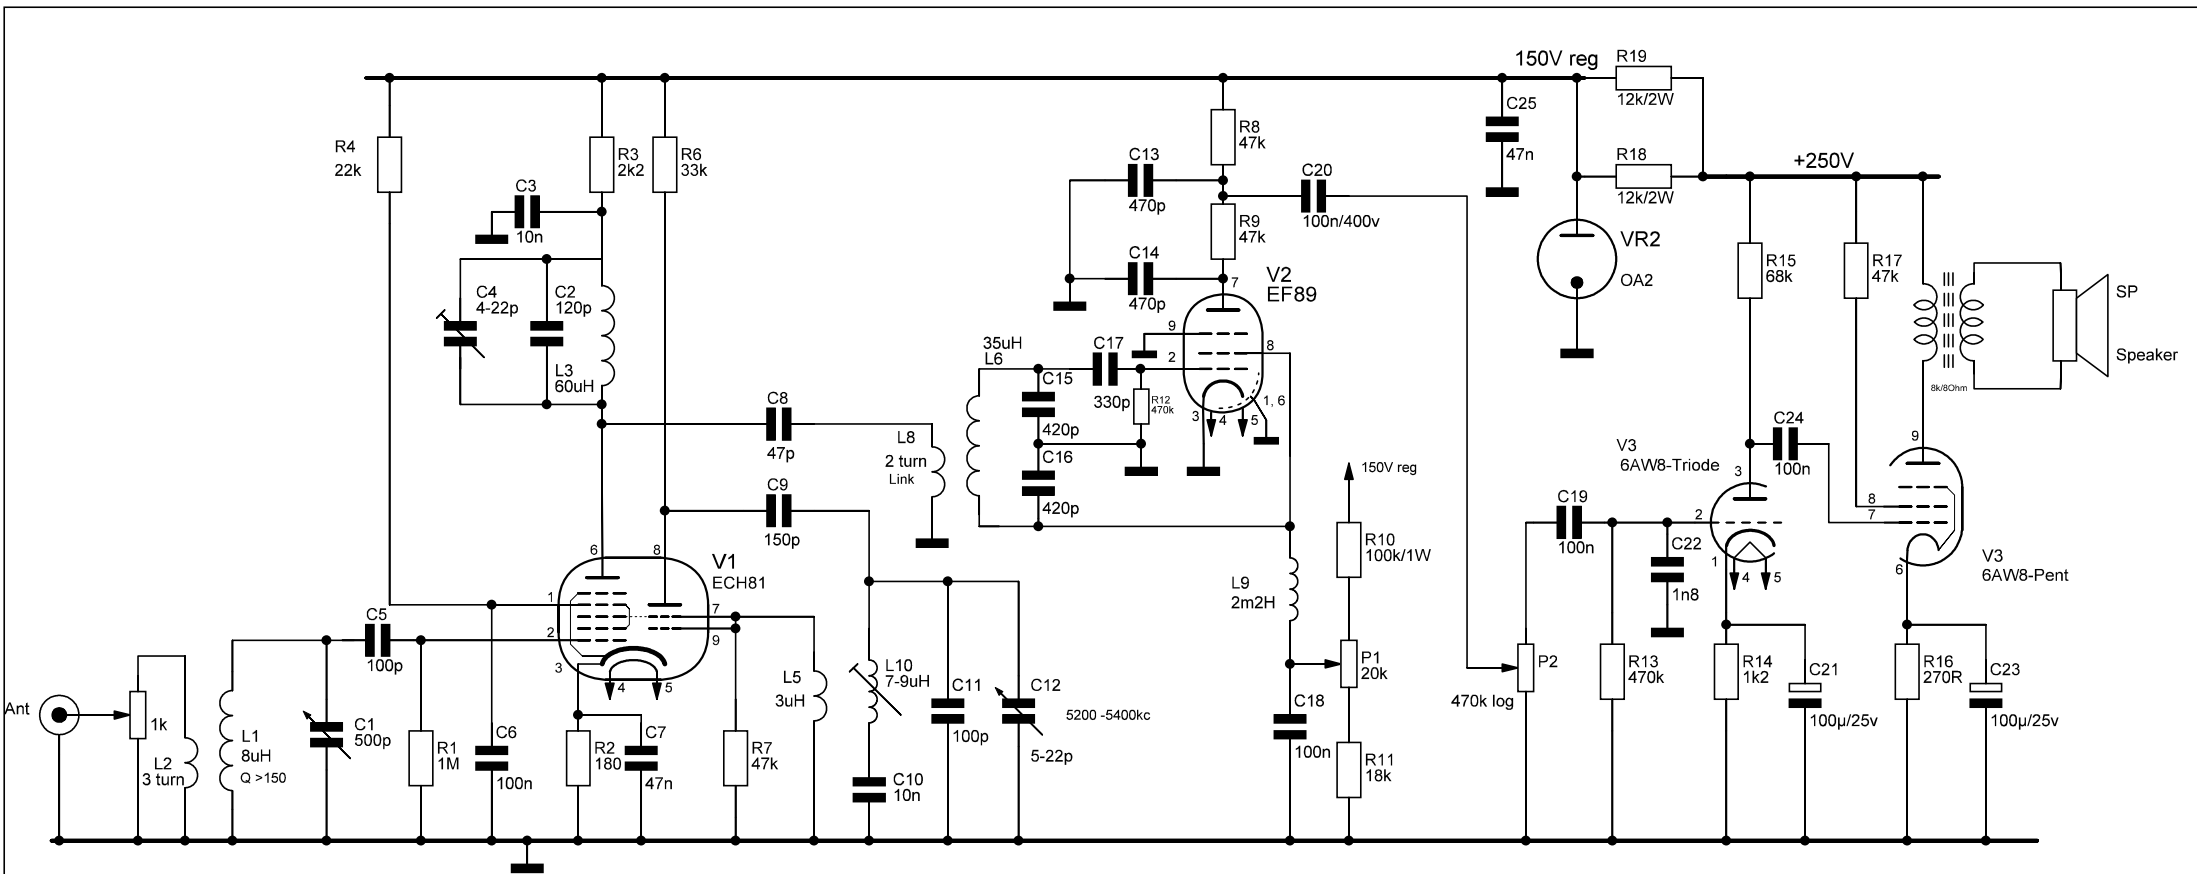 150V reg
R19
12k/2W
C25
47n
R4
22k
R3
2k2
R6
33k
R8
47k
C13
470p
C20
100n/400v
R18
12k/2W
+250V
C3
10n
R9
47k
C14
470p
7
V2
EF89
VR2
OA2
R15
68k
R17
47k
C4
4-22p
C2
120p
L3
60uH
SP
Speaker
8k/8Ohm
35uH
L6
C17
330p
9
2
8
R12
470k
1, 6
3
4
5
C15
420p
C16
420p
C8
47p
L8
2 turn
Link
C9
150p
150V reg
R10
100k/1W
L9
2m2H
V3
6AW8-Triode
3
C24
100n
9
8
7
C19
100n
2
C22
1n8
1
4
5
V3
6AW8-Pent
6
6
8
V1
ECH81
1
2
3
7
9
4
5
C5
100p
Ant
1k
L2
3 turn
L1
8uH
Q >150
C1
500p
R1
1M
C6
100n
R2
180
C7
47n
R7
47k
L5
3uH
L10
7-9uH
C10
10n
C11
100p
C12
5200 -5400kc
5-22p
C18
100n
P1
20k
R11
18k
P2
470k log
R13
470k
R14
1k2
C21
100µ/25v
R16
270R
C23
100µ/25v